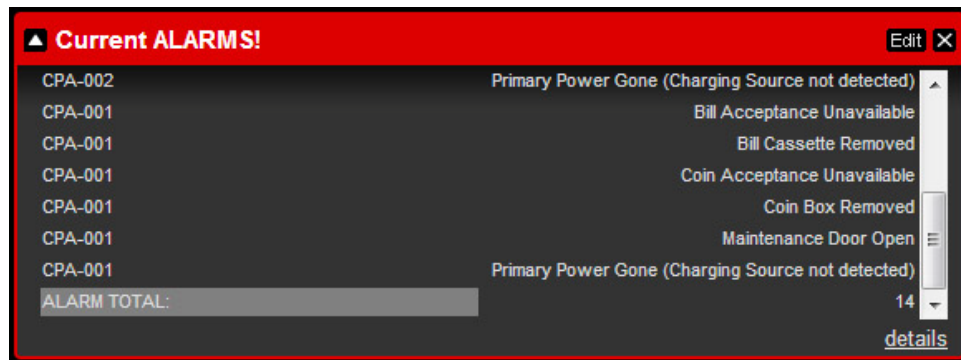 Current ALARMS! Edit
CPA-002 Primary Power Gone (Charging Source not detected)
CPA-001 Bill Acceptance Unavailable
CPA-001 Bill Cassette Removed
CPA-001 Coin Acceptance Unavailable
CPA-001 Coin Box Removed
CPA-001 Maintenance Door Open
CPA-001 Primary Power Gone (Charging Source not detected)
ALARM TOTAL: 14
details